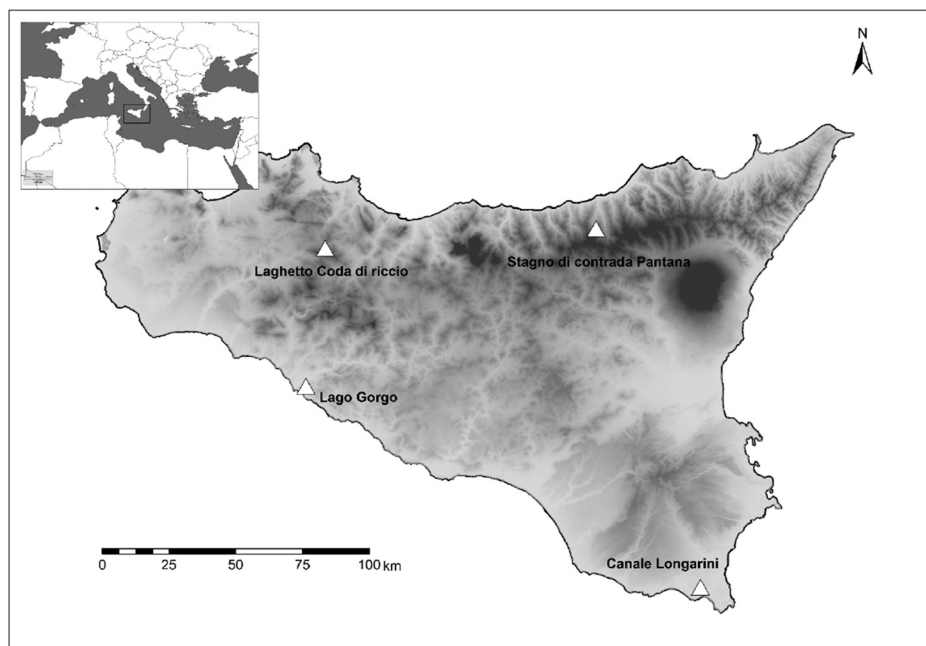 N
Stagno di contrada Pantana
Laghetto Coda di riccio
Lago Gorgo
Canale Longarini
0 25 50 75 100 km